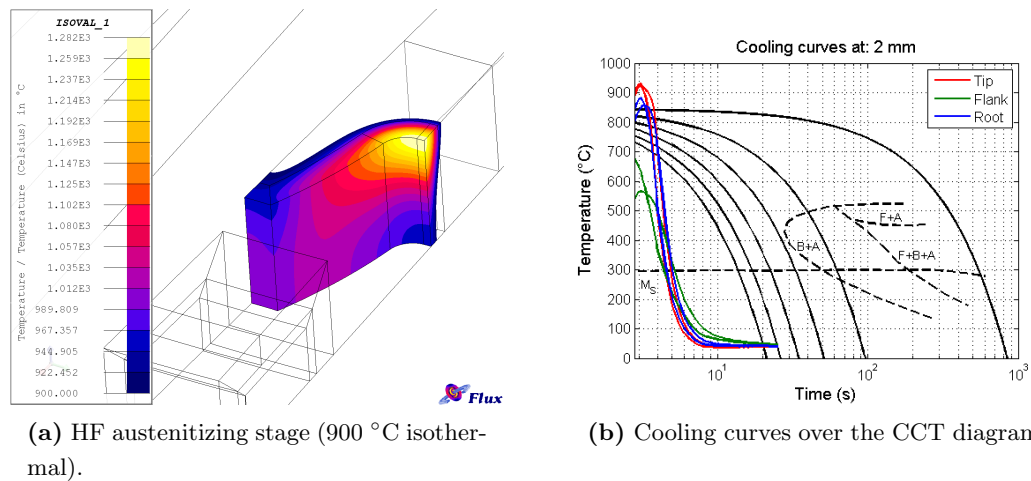 ISOVAL_1
Temperature / Temperature (Celsius) in °C
1.282E3
1.259E3
1.237E3
1.214E3
1.192E3
1.169E3
1.147E3
1.125E3
1.102E3
1.080E3
1.057E3
1.035E3
1.012E3
989.809
967.357
944.905
922.452
900.000
Flux
(a) HF austenitizing stage (900 °C isother-
mal).
Cooling curves at: 2 mm
Temperature (°C)
1000
900
800
700
600
500
400
300
200
100
0
Tip
Flank
Root
F+A
B+A
F+B+A
MS
10¹
10²
10³
Time (s)
(b) Cooling curves over the CCT diagram